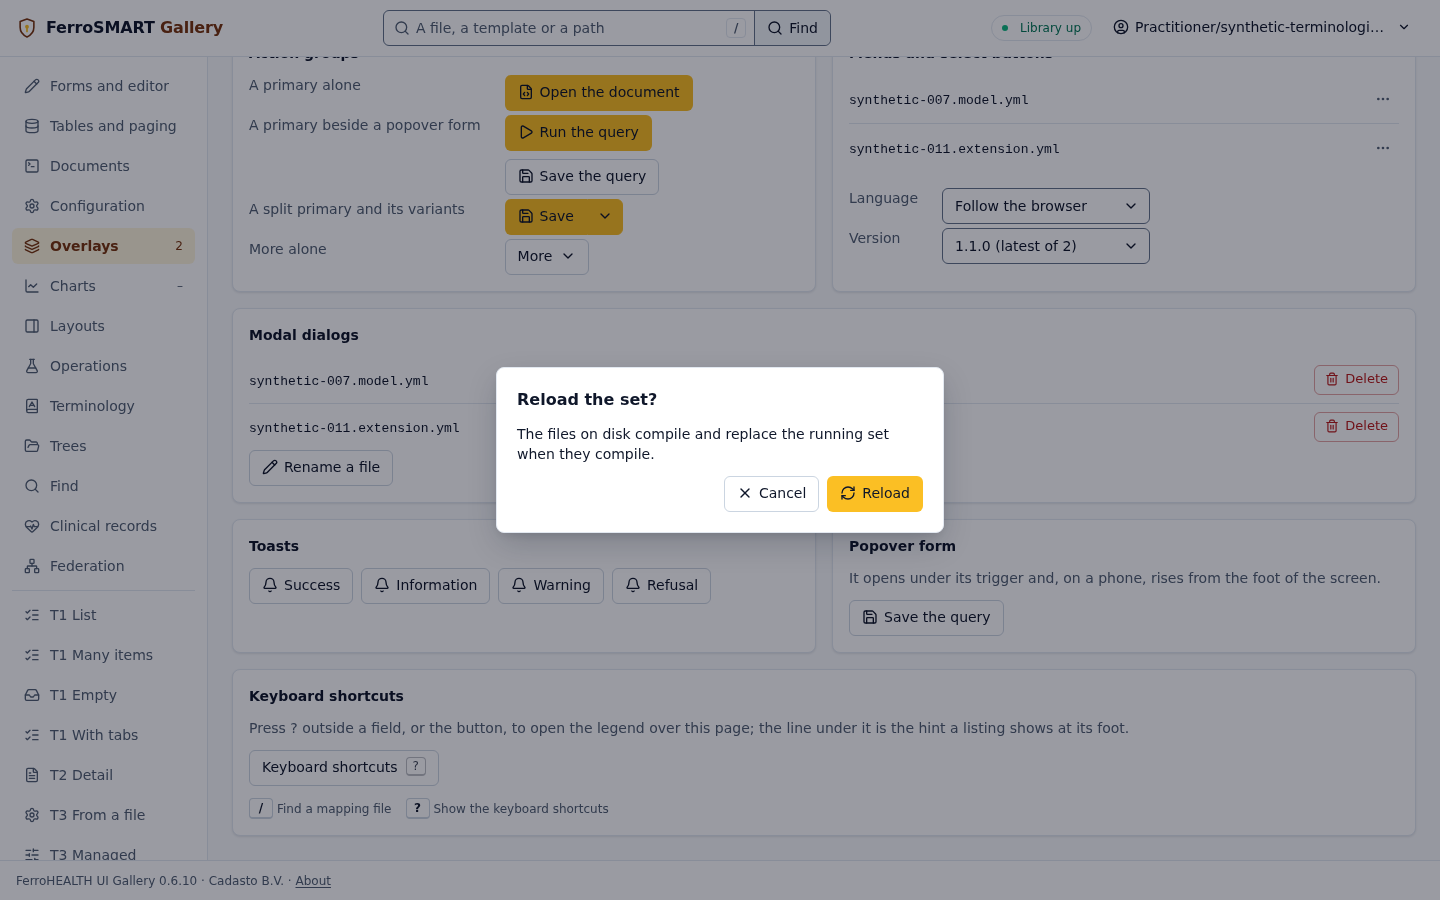 FerroSMART Gallery
A file, a template or a path
/
Find
Library up
Practitioner/synthetic-terminologi…
Forms and editor
Tables and paging
Documents
Configuration
Overlays 2
Charts –
Layouts
Operations
Terminology
Trees
Find
Clinical records
Federation
T1 List
T1 Many items
T1 Empty
T1 With tabs
T2 Detail
T3 From a file
T3 Managed
A primary alone
Open the document
A primary beside a popover form
Run the query
Save the query
A split primary and its variants
Save
More alone
More
synthetic-007.model.yml
synthetic-011.extension.yml
Language
Follow the browser
Version
1.1.0 (latest of 2)
Modal dialogs
synthetic-007.model.yml
Delete
synthetic-011.extension.yml
Delete
Rename a file
Reload the set?
The files on disk compile and replace the running set
when they compile.
Cancel
Reload
Toasts
Success
Information
Warning
Refusal
Popover form
It opens under its trigger and, on a phone, rises from the foot of the screen.
Save the query
Keyboard shortcuts
Press ? outside a field, or the button, to open the legend over this page; the line under it is the hint a listing shows at its foot.
Keyboard shortcuts ?
/ Find a mapping file ? Show the keyboard shortcuts
FerroHEALTH UI Gallery 0.6.10 · Cadasto B.V. · About